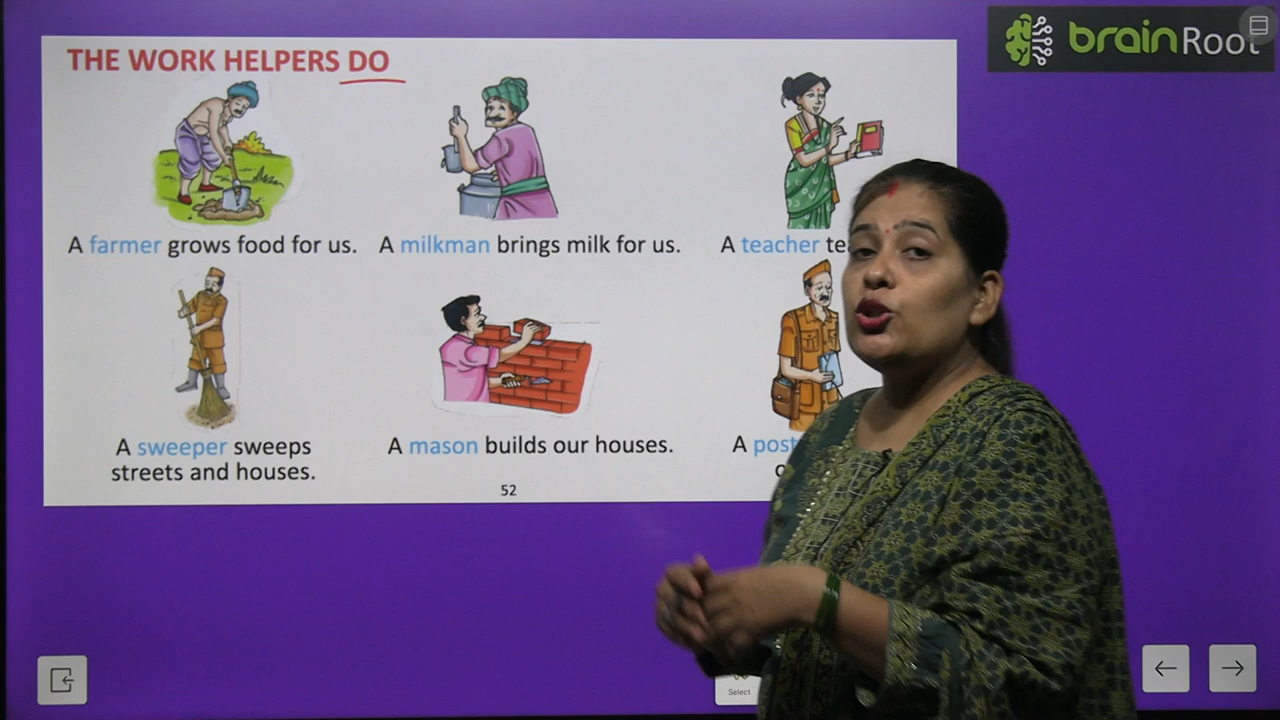 THE WORK HELPERS DO
brainRoot
A farmer grows food for us.
A milkman brings milk for us.
A teacher
A sweeper sweeps
streets and houses.
A mason builds our houses.
A
52
Select